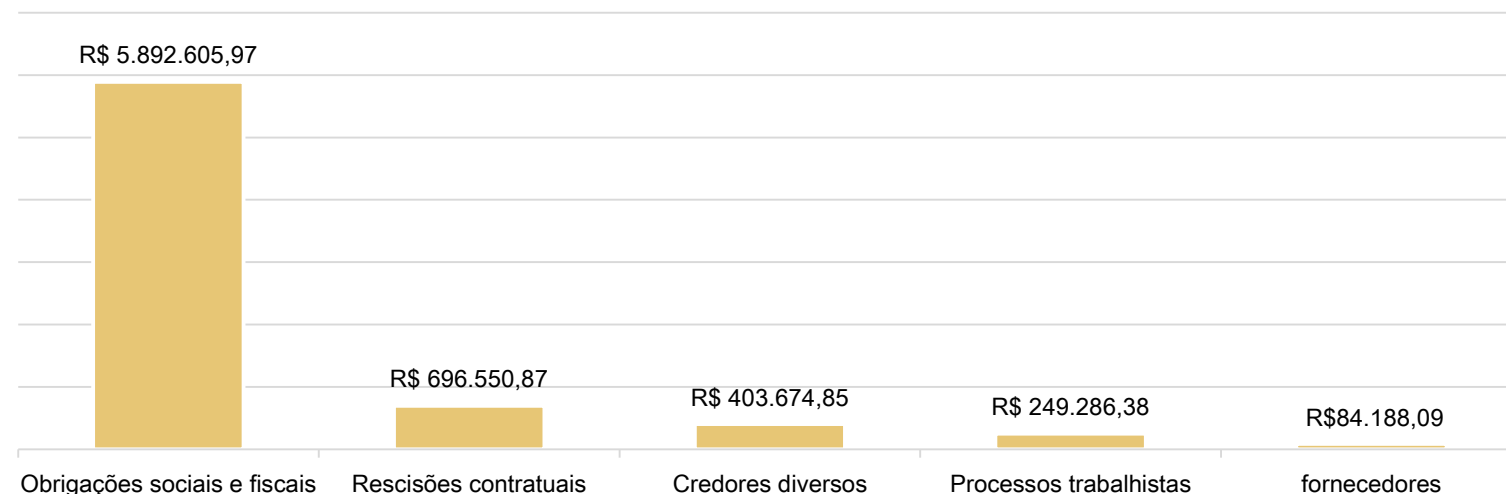 R$ 5.892.605,97
R$ 696.550,87
R$ 403.674,85
R$ 249.286,38
R$84.188,09
Obrigações sociais e fiscais
Rescisões contratuais
Credores diversos
Processos trabalhistas
fornecedores